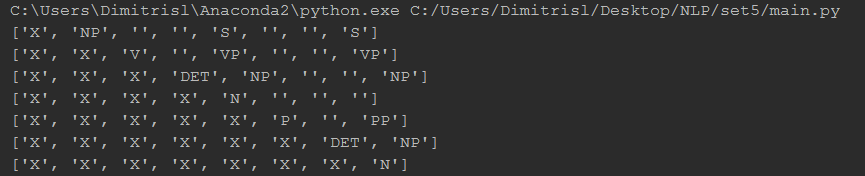 C:\Users\Dimitrisl\Anaconda2\python.exe C:/Users/Dimitrisl/Desktop/NLP/set5/main.py
['X', 'NP', '', '', 'S', '', '', 'S']
['X', 'X', 'V', '', 'VP', '', '', 'VP']
['X', 'X', 'X', 'DET', 'NP', '', '', 'NP']
['X', 'X', 'X', 'X', 'N', '', '', '']
['X', 'X', 'X', 'X', 'X', 'P', '', 'PP']
['X', 'X', 'X', 'X', 'X', 'X', 'DET', 'NP']
['X', 'X', 'X', 'X', 'X', 'X', 'X', 'N']